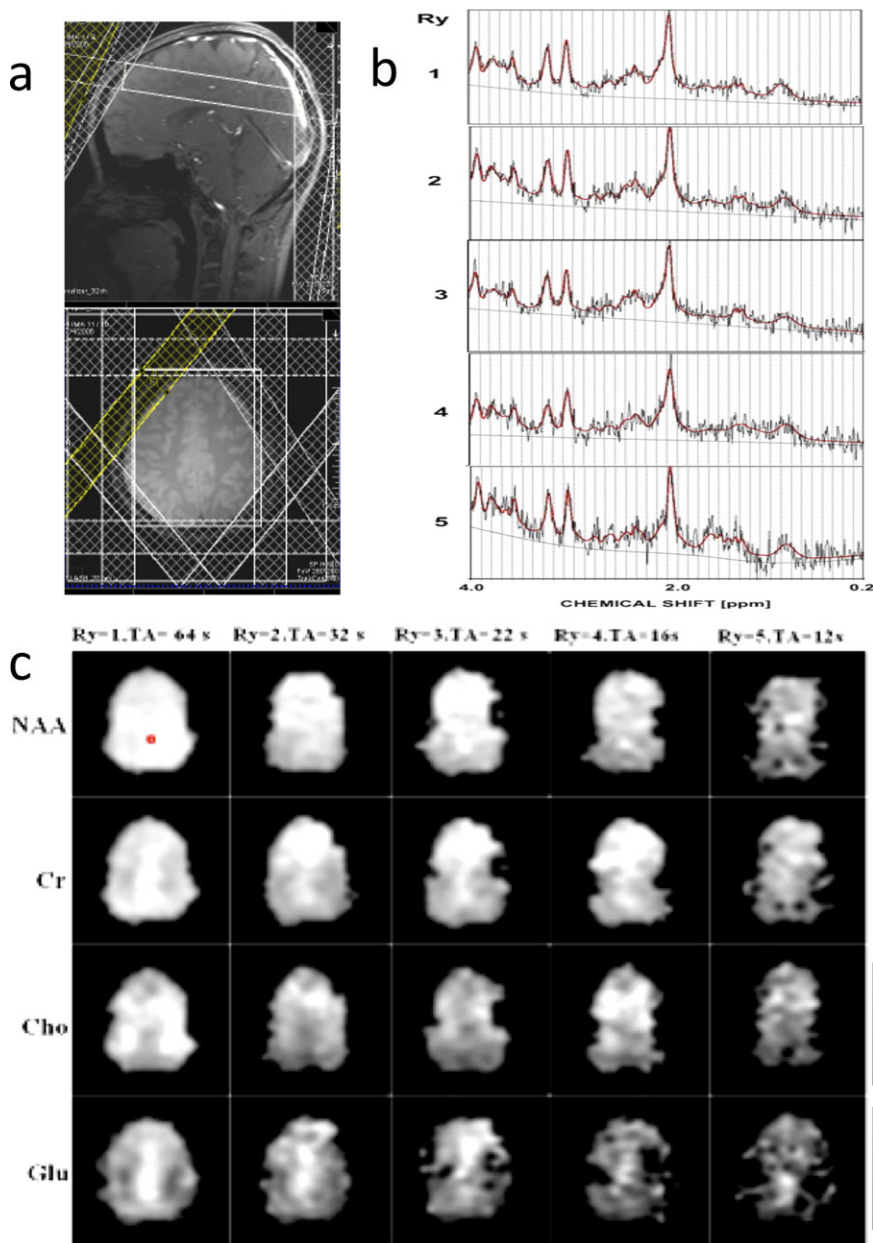 a
b
Ry
1
2
3
4
5
4.0 2.0 0.2
CHEMICAL SHIFT [ppm]
Ry=1,TA= 64 s Ry=2,TA=32 s Ry=3,TA=22 s Ry=4,TA=16s Ry=5,TA=12s
c
NAA
Cr
Cho
Glu